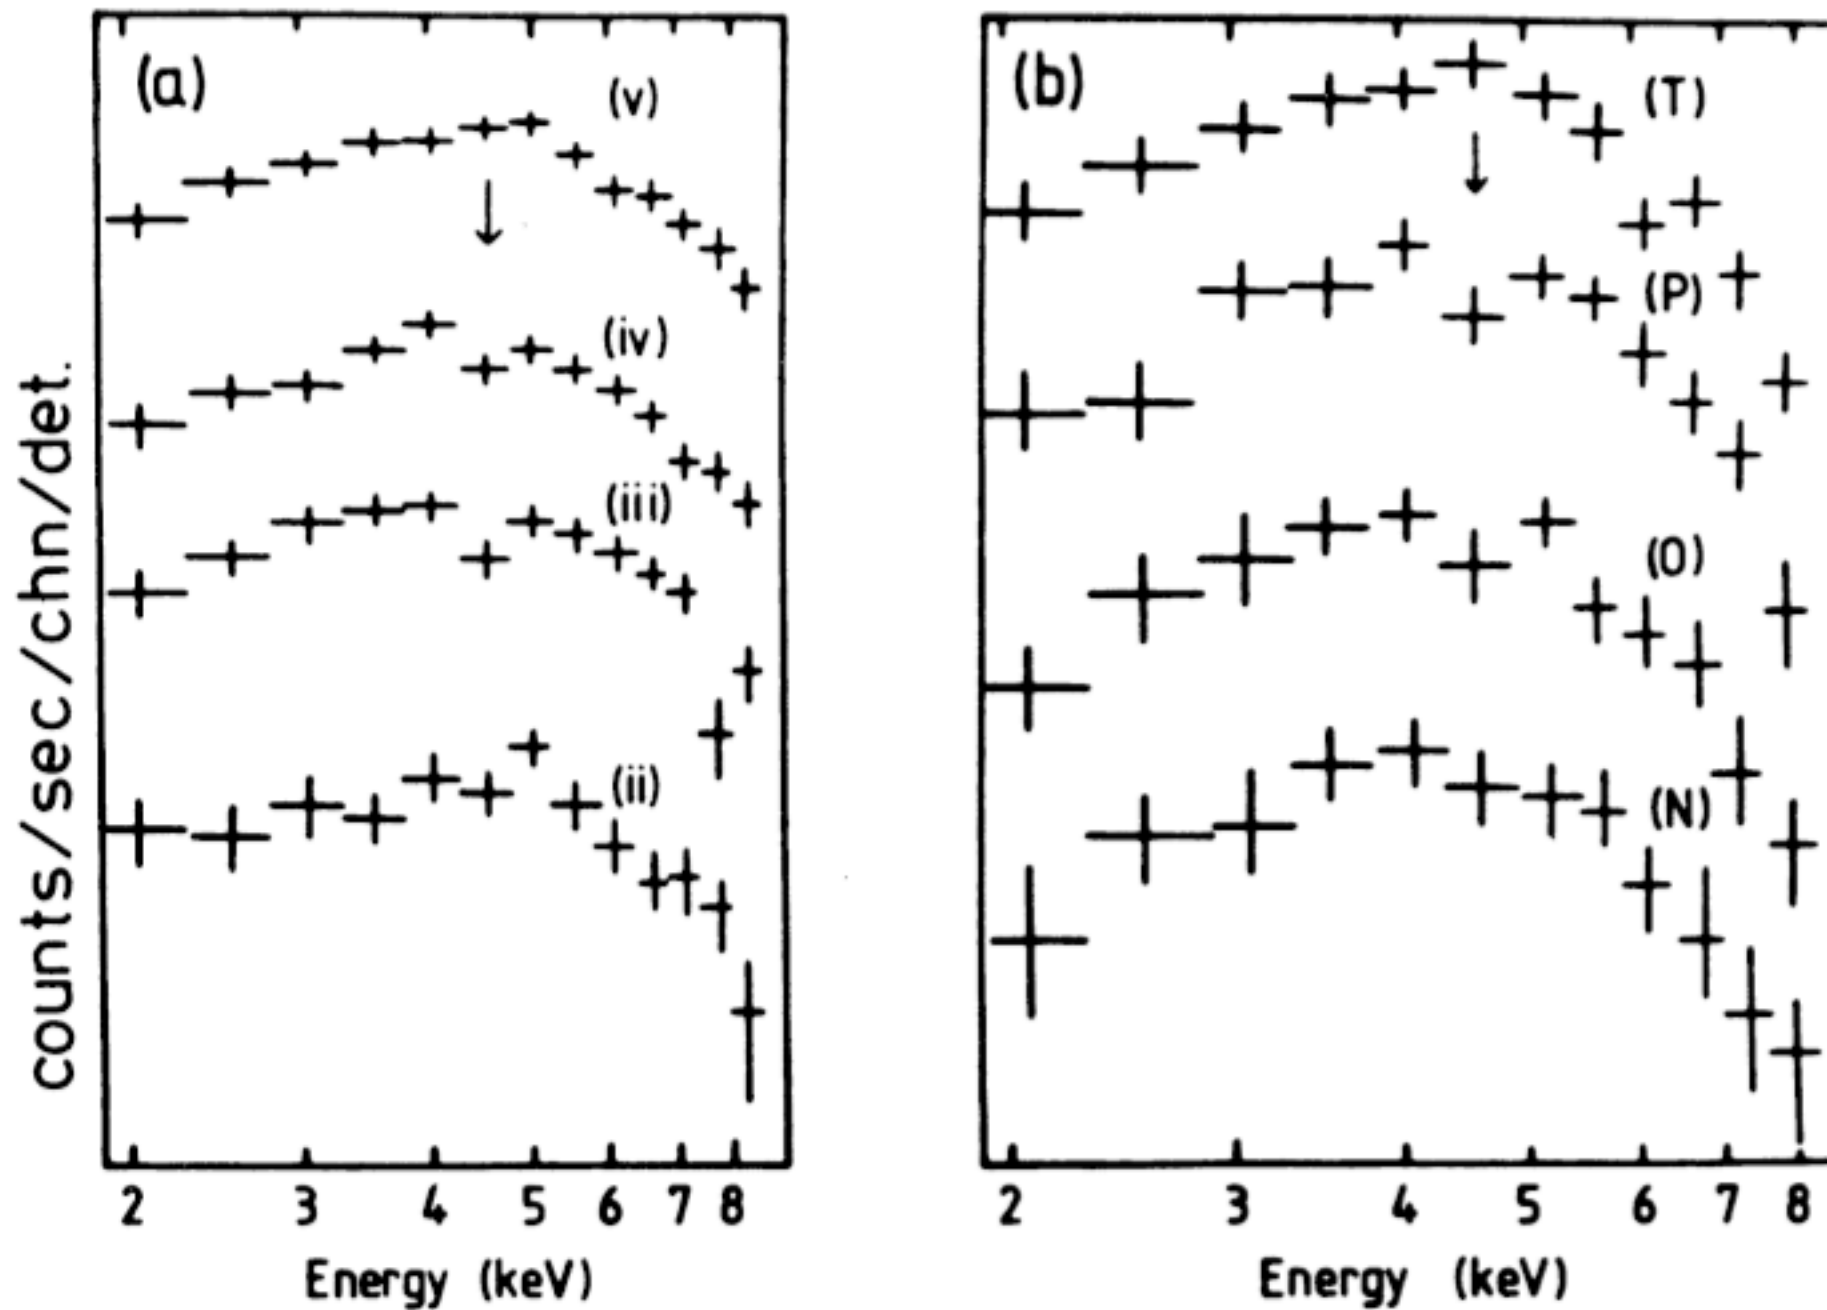 counts/sec/chn/det.
(a)
(v)
(iv)
(iii)
(ii)
2 3 4 5 6 7 8
Energy (keV)
(b)
(T)
(P)
(O)
(N)
2 3 4 5 6 7 8
Energy (keV)